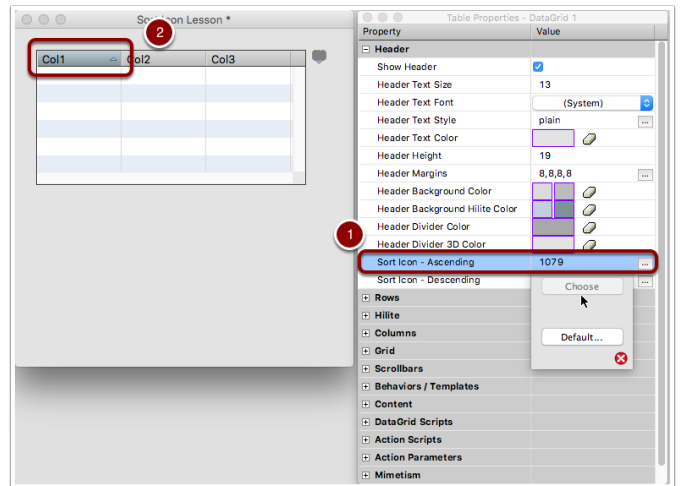 Sort Icon Lesson *
2
Col1 Col2 Col3
Table Properties - DataGrid 1
Property Value
Header
Show Header
Header Text Size 13
Header Text Font (System)
Header Text Style plain ...
Header Text Color
Header Height 19
Header Margins 8,8,8,8 ...
Header Background Color
Header Background Hilite Color
Header Divider Color
1
Header Divider 3D Color
Sort Icon - Ascending 1079 ...
Sort Icon - Descending ...
Choose
Default...
Rows
Hilite
Columns
Grid
Scrollbars
Behaviors / Templates
Content
DataGrid Scripts
Action Scripts
Action Parameters
Mimetism